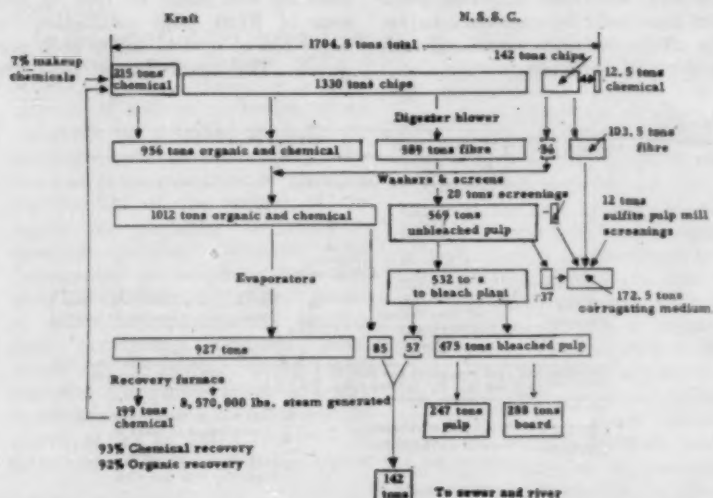 Kraft
N. S. S. C.
1704.5 tons total
7% makeup
chemicals
215 tons
chemical
1330 tons chips
142 tons chips
12.5 tons
chemical
Digester blower
956 tons organic and chemical
589 tons fibre
103.5 tons
fibre
Washers & screens
20 tons screenings
1012 tons organic and chemical
569 tons
unbleached pulp
12 tons
sulfite pulp mill
screenings
Evaporators
532 to s
to bleach plant
37
172.5 tons
corrugating medium
927 tons
85
57
475 tons bleached pulp
Recovery furnace
8,570,000 lbs. steam generated
199 tons
chemical
247 tons
pulp
288 tons
board
93% Chemical recovery
92% Organic recovery
142
tons
To sewer and river